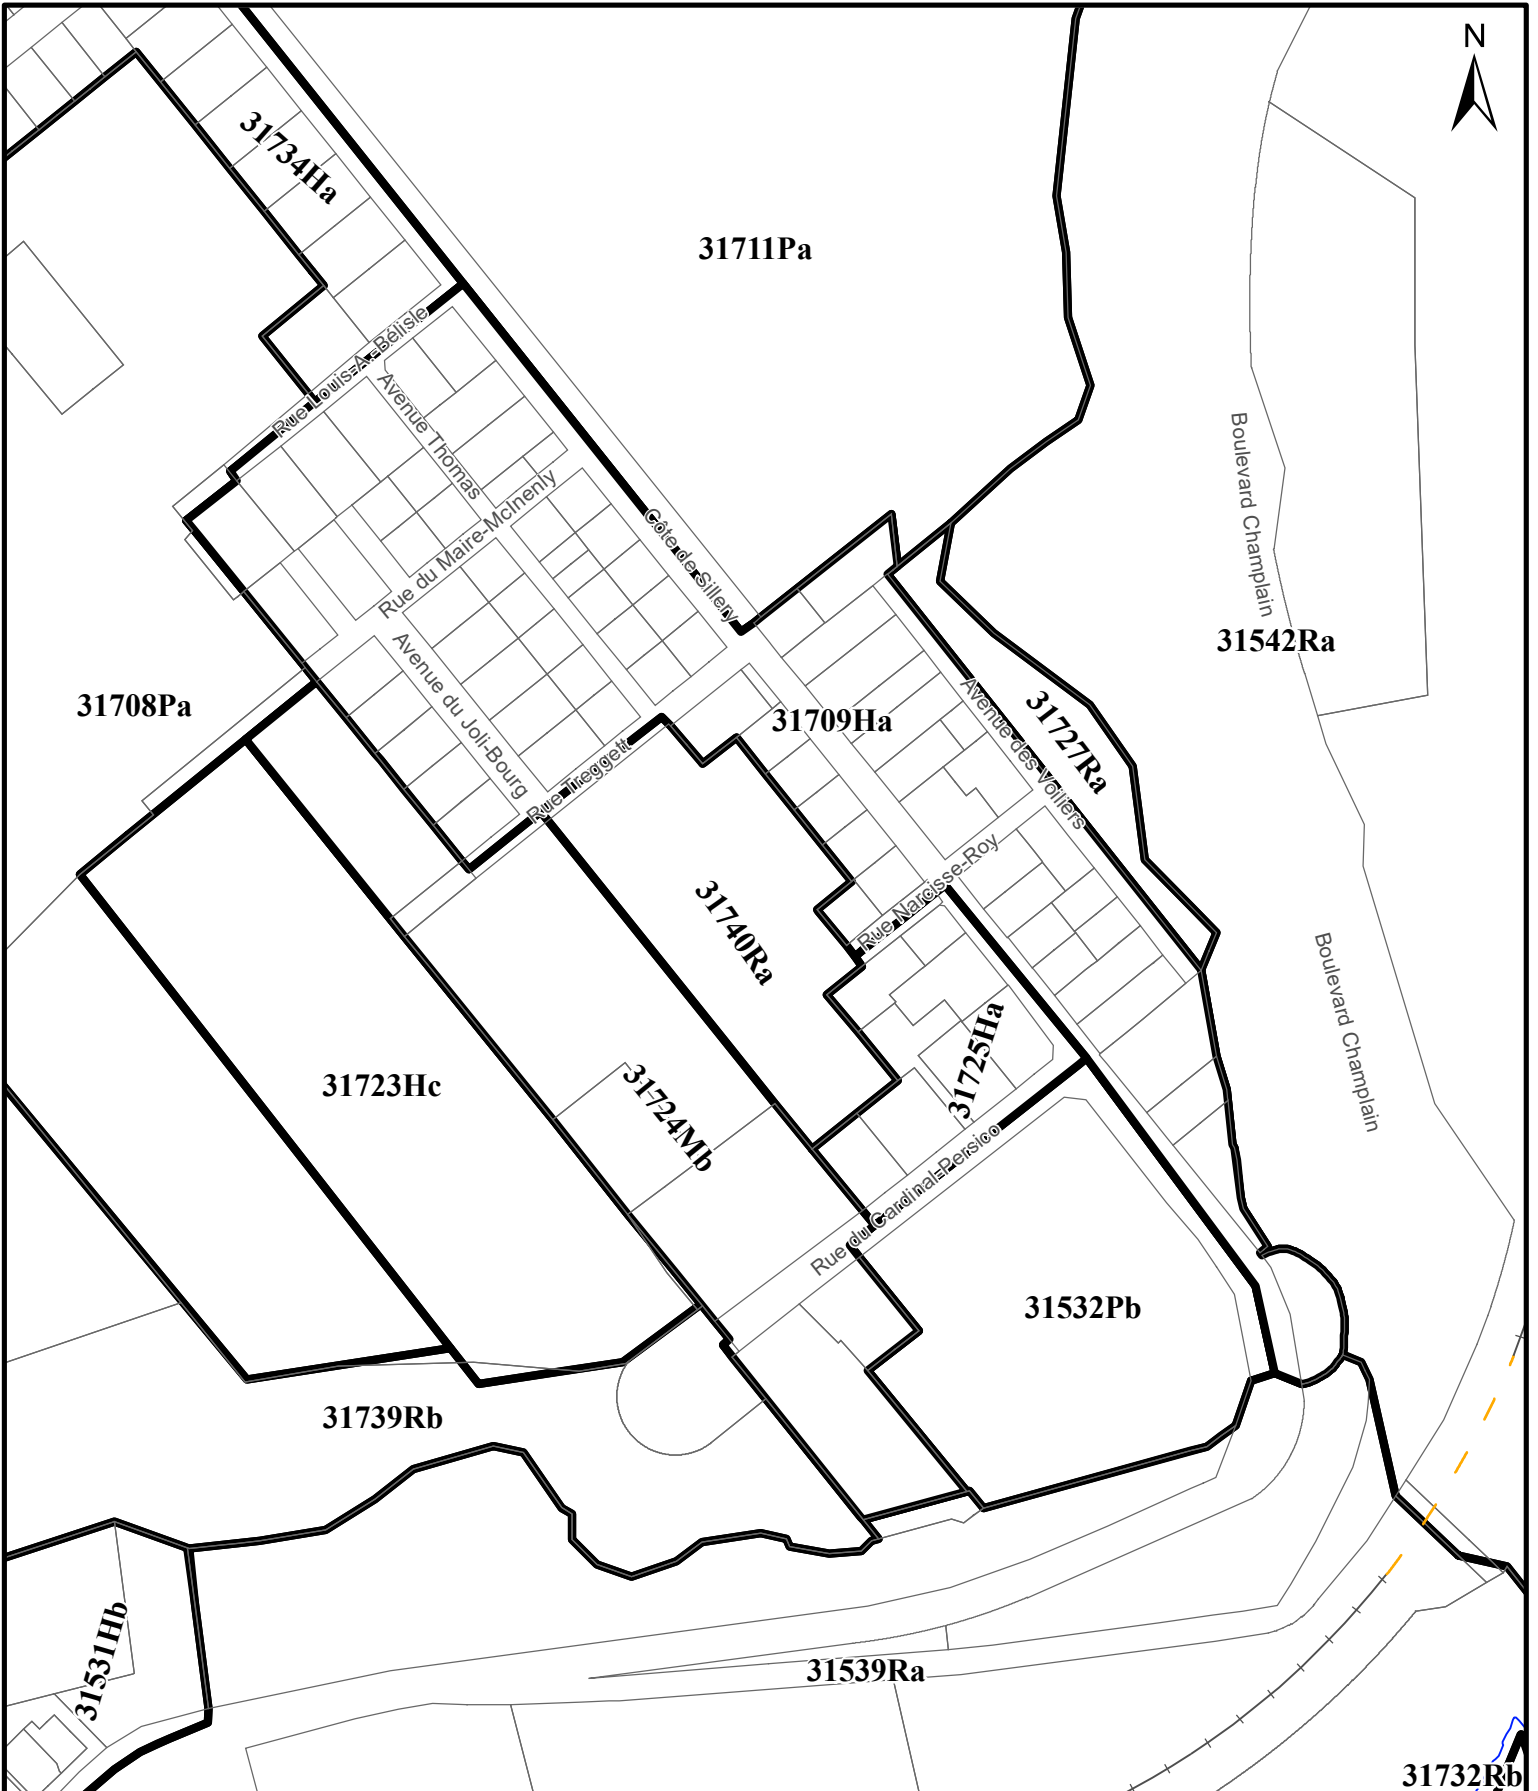 N
31734Ha
31711Pa
Rue Louis-A.-Bélisle
Avenue Thomas
Rue du Maire-McInenly
Côte de Sillery
Boulevard Champlain
31542Ra
Avenue du Joli-Bourg
31708Pa
31709Ha
Avenue des Voiliers
31727Ra
Rue Treggett
Rue Narcisse-Roy
31740Ra
Boulevard Champlain
31725Ha
31723Hc
31724Mb
Rue du Cardinal-Persico
31532Pb
31739Rb
31531Hb
31539Ra
31732Rb